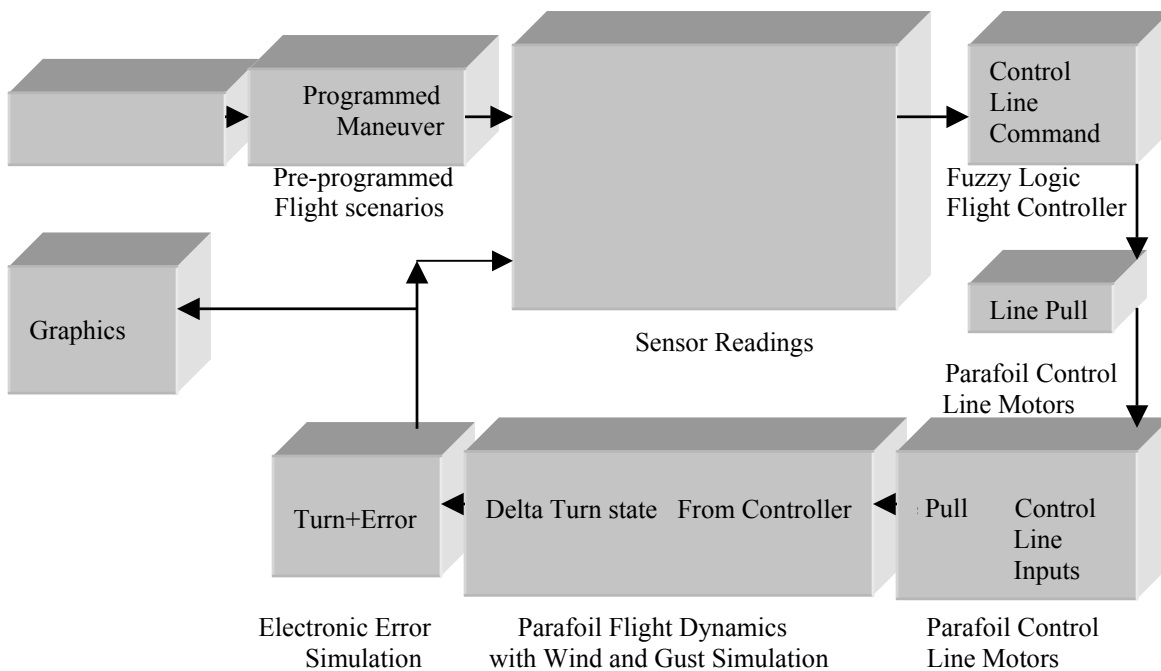 Programmed
Maneuver
Pre-programmed
Flight scenarios
Control
Line
Command
Fuzzy Logic
Flight Controller
Graphics
Sensor Readings
Line Pull
Parafoil Control
Line Motors
Turn+Error
Delta Turn state From Controller
Pull
Control
Line
Inputs
Electronic Error
Simulation
Parafoil Flight Dynamics
with Wind and Gust Simulation
Parafoil Control
Line Motors